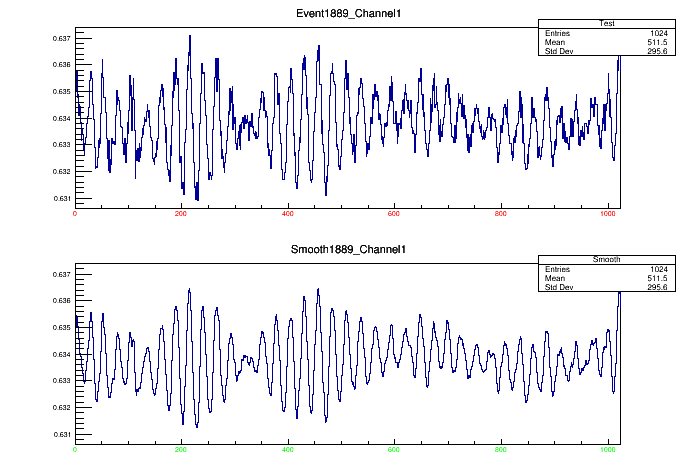 Event1889_Channel1
Test
Entries 1024
Mean 511.5
Std Dev 295.6
0.637
0.636
0.635
0.634
0.633
0.632
0.631
0 200 400 600 800 1000
Smooth1889_Channel1
Smooth
Entries 1024
Mean 511.5
Std Dev 295.6
0.637
0.636
0.635
0.634
0.633
0.632
0.631
0 200 400 600 800 1000